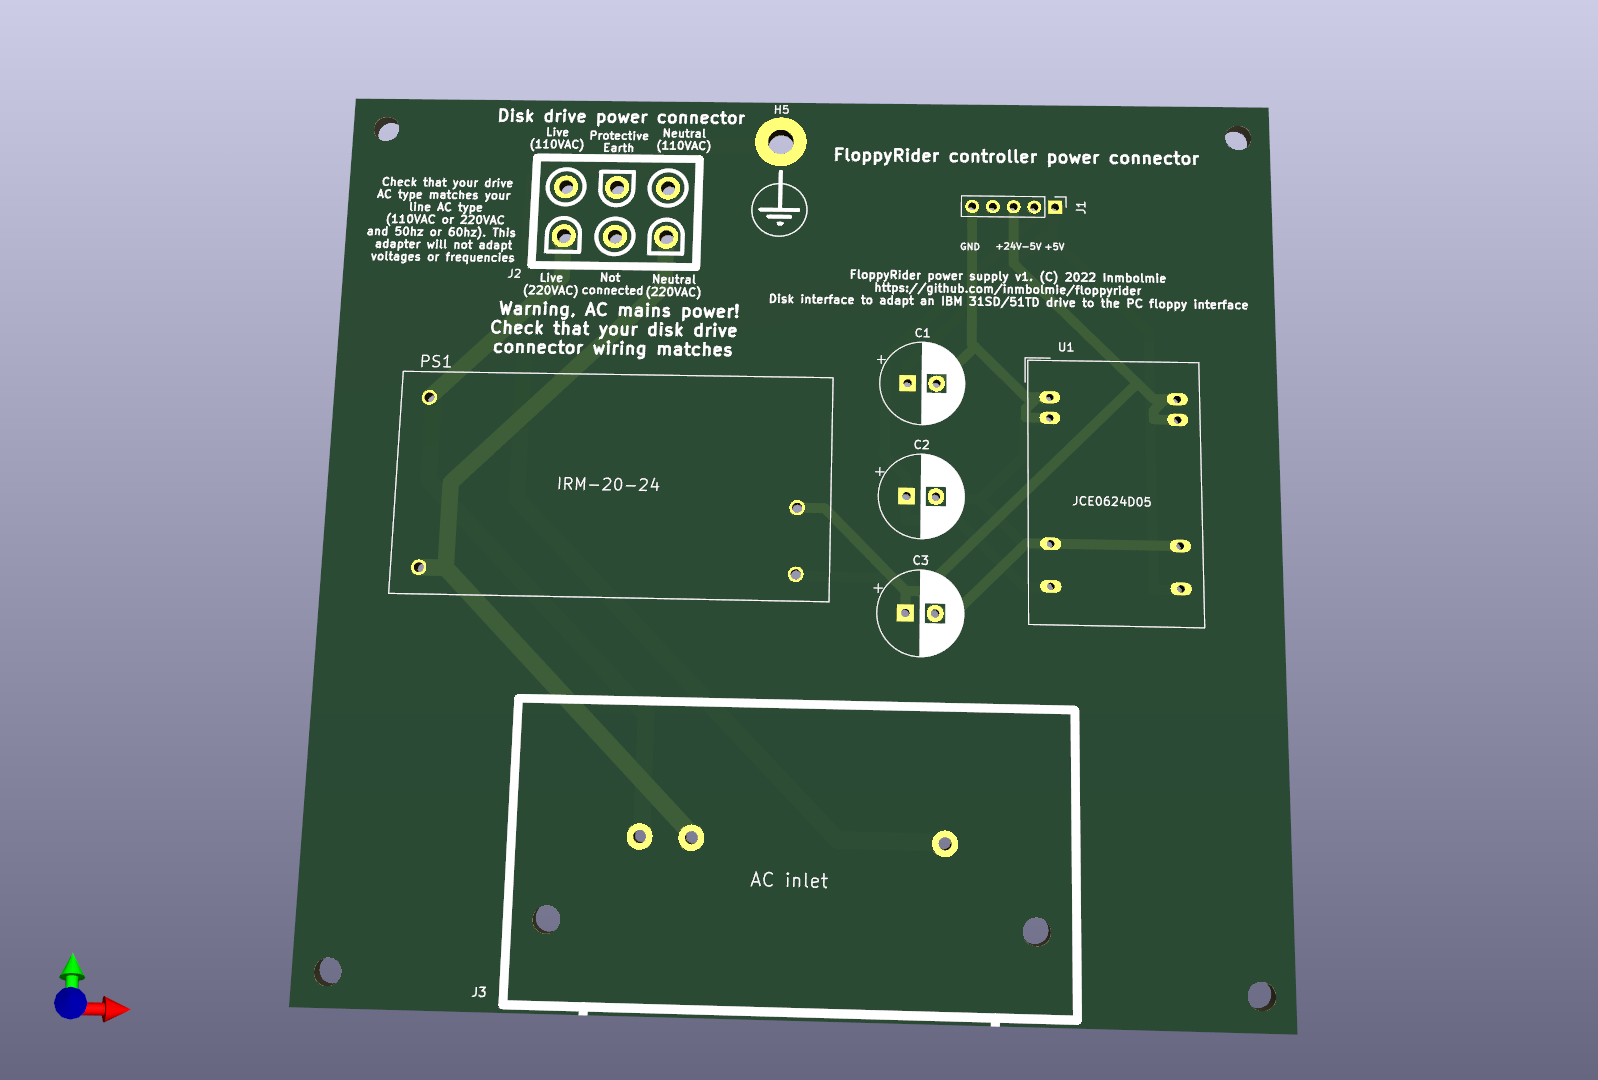 Disk drive power connector
H5
Live
(110VAC)
Protective
Earth
Neutral
(110VAC)
FloppyRider controller power connector
Check that your drive
AC type matches your
line AC type
(110VAC or 220VAC
and 50hz or 60hz). This
adapter will not adapt
voltages or frequencies
J1
GND
+24V
-5V
+5V
J2
Live
(220VAC)
Not
connected
Neutral
(220VAC)
FloppyRider power supply v1. (C) 2022 Inmbolmie
https://github.com/inmbolmie/floppyrider
Disk interface to adapt an IBM 31SD/51TD drive to the PC floppy interface
Warning, AC mains power!
Check that your disk drive
connector wiring matches
PS1
C1
+
U1
C2
+
IRM-20-24
JCE0624D05
C3
+
AC inlet
J3